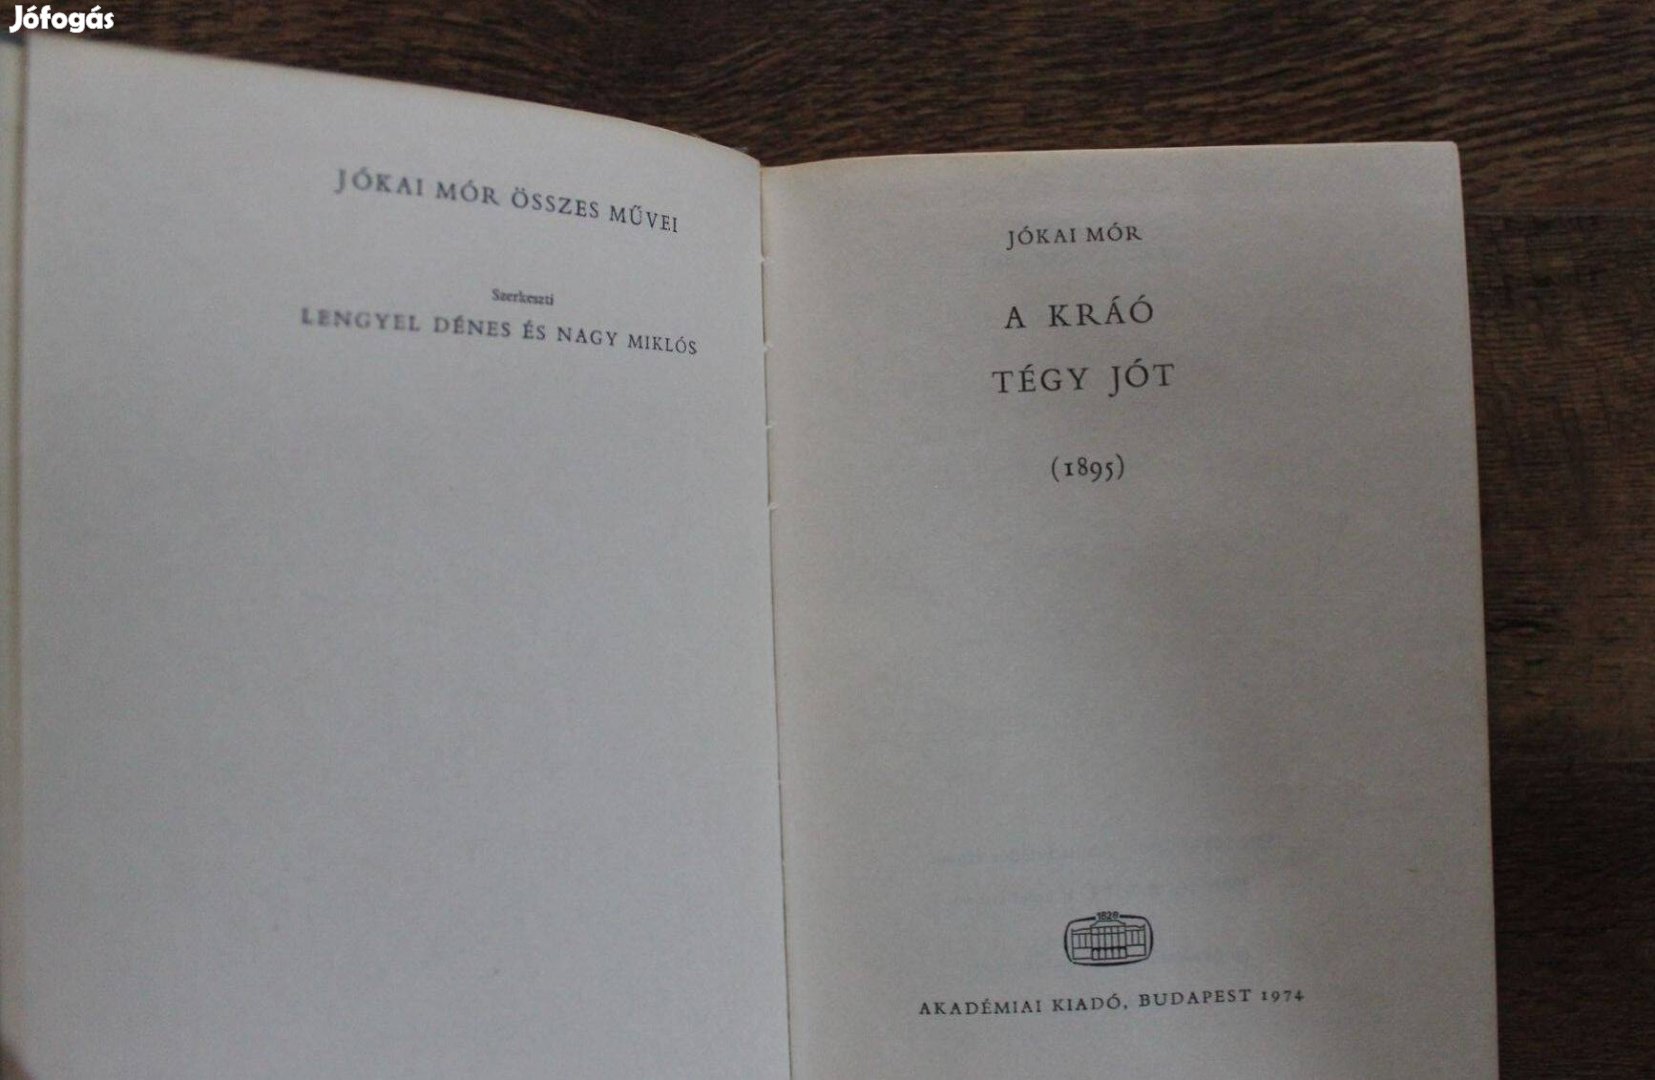 Jófogás
JÓKAI MÓR ÖSSZES MŰVEI
Szerkeszti
LENGYEL DÉNES ÉS NAGY MIKLÓS
JÓKAI MÓR
A KRÁÓ
TÉGY JÓT
(1895)
1828
AKADÉMIAI KIADÓ, BUDAPEST 1974